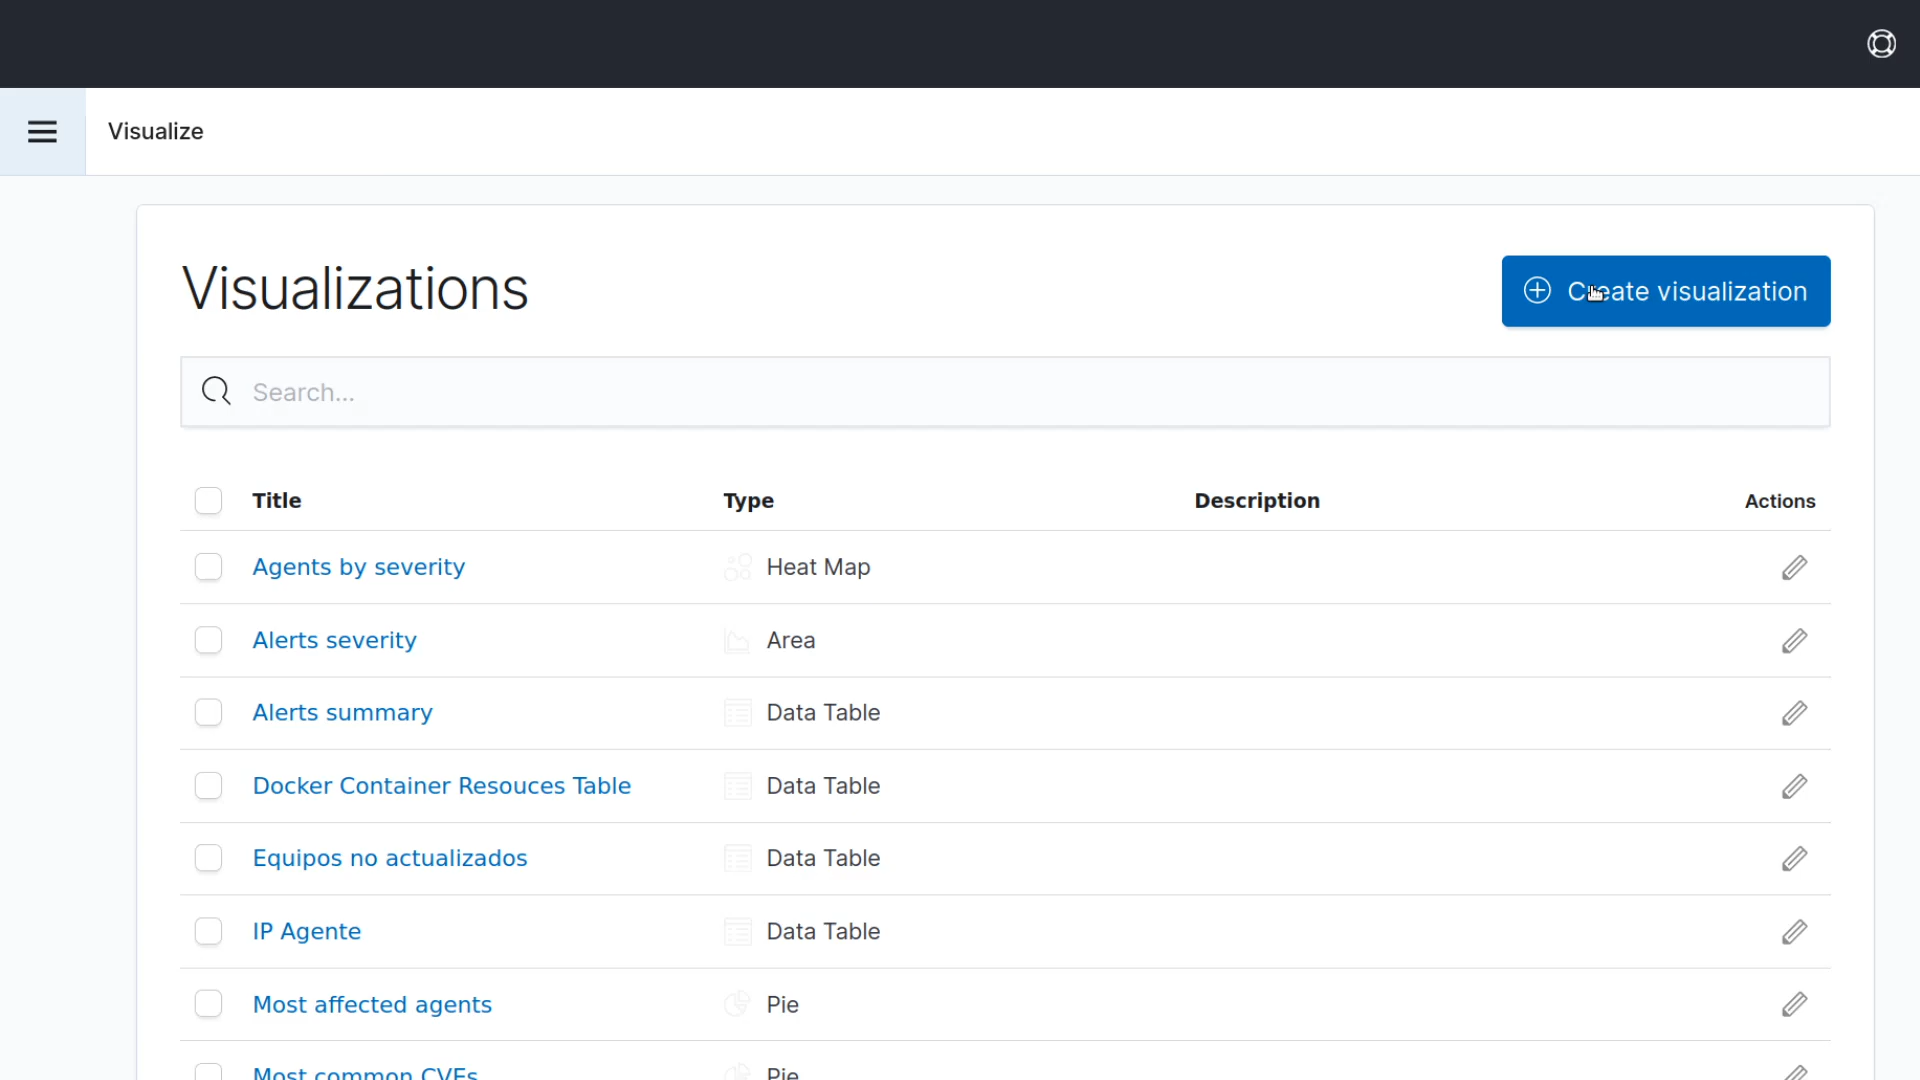 Visualize
Visualizations
Create visualization
Search...
Title Type Description Actions
Agents by severity Heat Map
Alerts severity Area
Alerts summary Data Table
Docker Container Resouces Table Data Table
Equipos no actualizados Data Table
IP Agente Data Table
Most affected agents Pie
Most common CVEs Pie